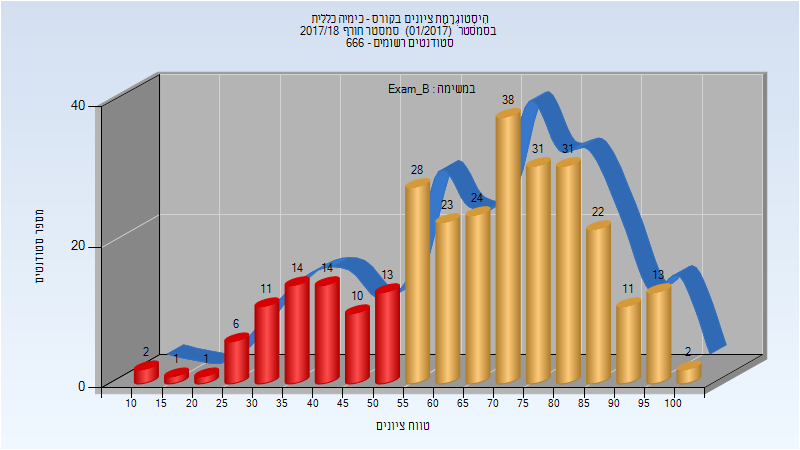 היסטוגרמת ציונים בקורס - כימיה כללית
בסמסטר (01/2017) סמסטר חורף 2017/18
סטודנטים רשומים - 666
במשימה : Exam_B
מספר סטודנטים
40
20
0
2 1 1 6 11 14 14 10 13 28 23 24 38 31 31 22 11 13 2
10 15 20 25 30 35 40 45 50 55 60 65 70 75 80 85 90 95 100
טווח ציונים